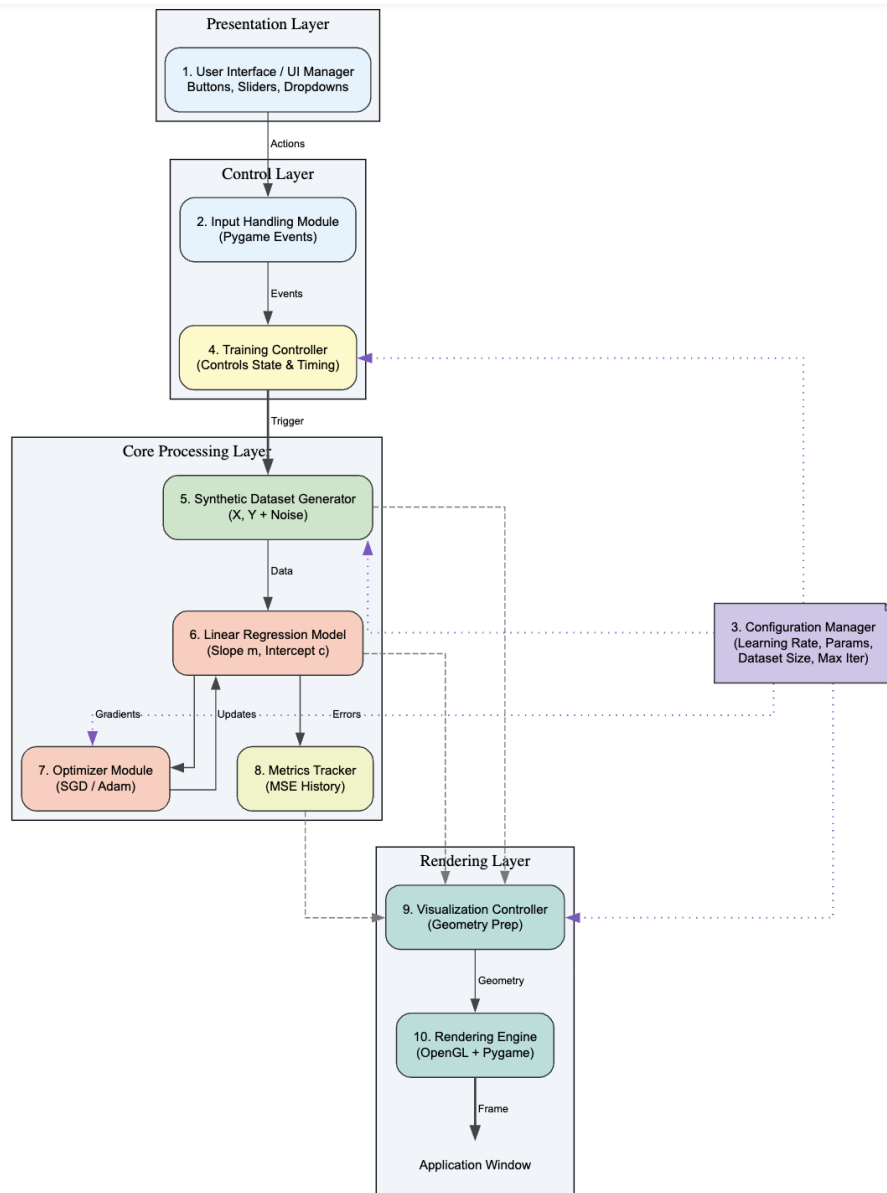 Presentation Layer
1. User Interface / UI Manager
Buttons, Sliders, Dropdowns
Actions
Control Layer
2. Input Handling Module
(Pygame Events)
Events
4. Training Controller
(Controls State & Timing)
Trigger
Core Processing Layer
5. Synthetic Dataset Generator
(X, Y + Noise)
Data
6. Linear Regression Model
(Slope m, Intercept c)
3. Configuration Manager
(Learning Rate, Params,
Dataset Size, Max Iter)
Gradients
Updates
Errors
7. Optimizer Module
(SGD / Adam)
8. Metrics Tracker
(MSE History)
Rendering Layer
9. Visualization Controller
(Geometry Prep)
Geometry
10. Rendering Engine
(OpenGL + Pygame)
Frame
Application Window